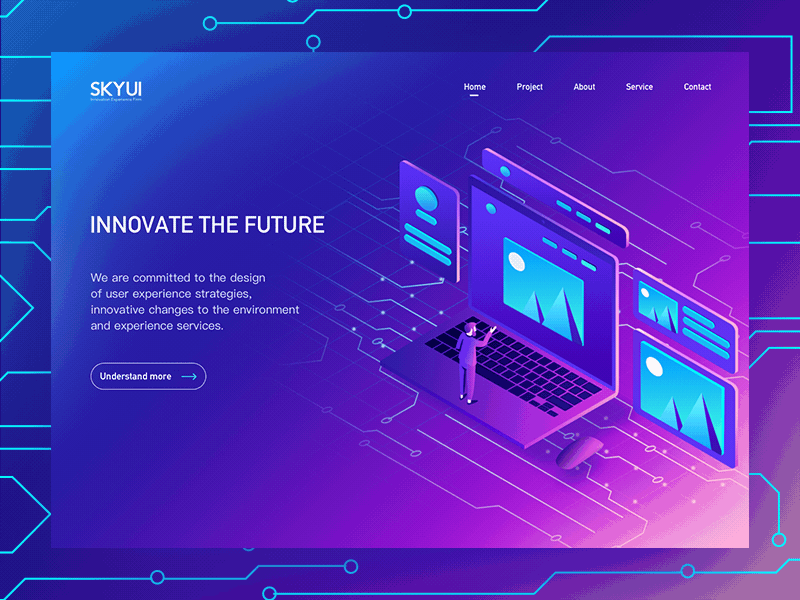 SKYUI
Innovation Experience Firm
Home Project About Service Contact
INNOVATE THE FUTURE
We are committed to the design
of user experience strategies,
innovative changes to the environment
and experience services.
Understand more